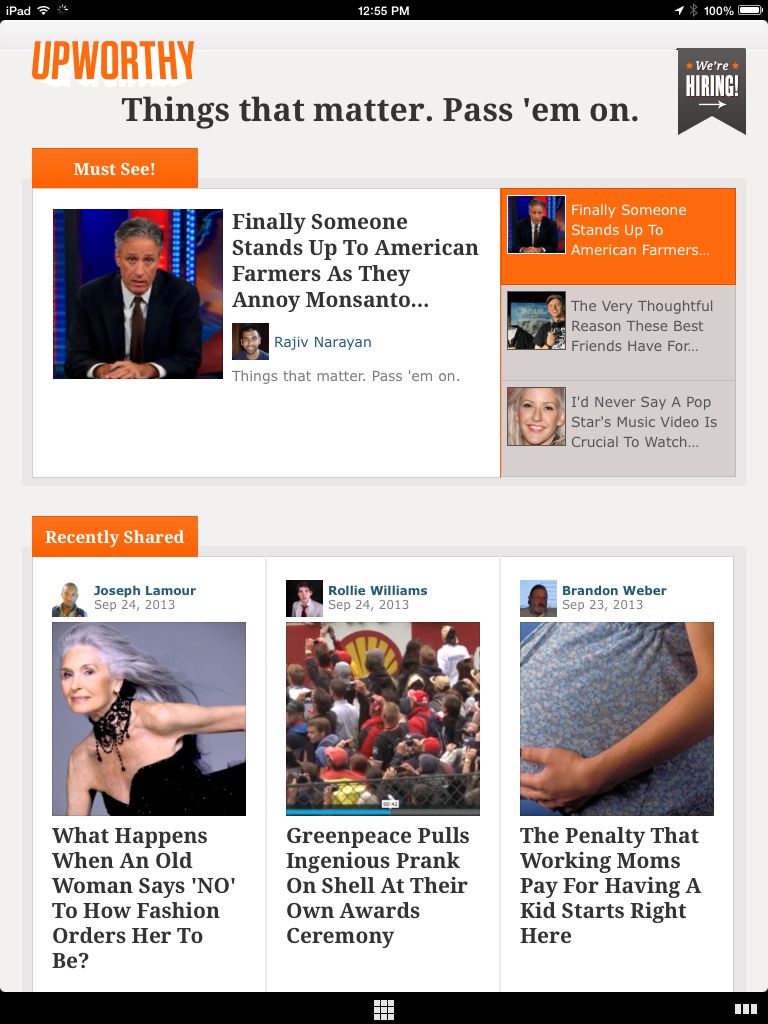 iPad
12:55 PM
100%
UPWORTHY
We're
HIRING!
Things that matter. Pass 'em on.
Must See!
Finally Someone
Stands Up To American
Farmers As They
Annoy Monsanto...
Rajiv Narayan
Things that matter. Pass 'em on.
Finally Someone
Stands Up To
American Farmers...
The Very Thoughtful
Reason These Best
Friends Have For...
I'd Never Say A Pop
Star's Music Video Is
Crucial To Watch...
Recently Shared
Joseph Lamour
Sep 24, 2013
What Happens
When An Old
Woman Says 'NO'
To How Fashion
Orders Her To
Be?
Rollie Williams
Sep 24, 2013
00:42
Greenpeace Pulls
Ingenious Prank
On Shell At Their
Own Awards
Ceremony
Brandon Weber
Sep 23, 2013
The Penalty That
Working Moms
Pay For Having A
Kid Starts Right
Here